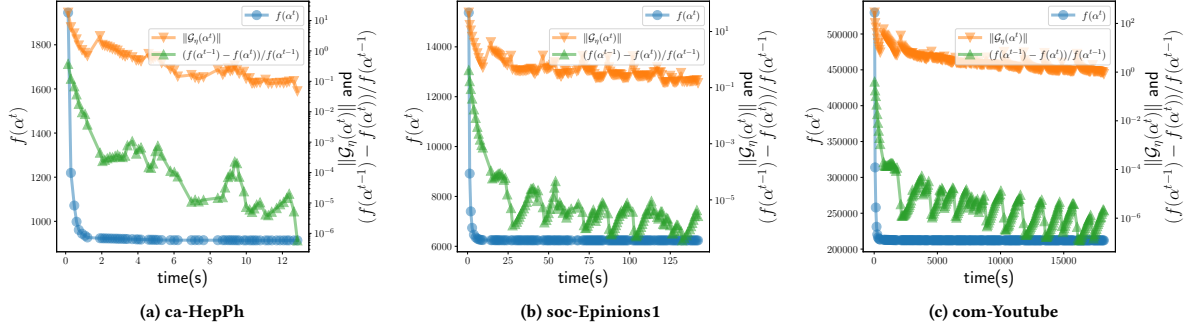 f(α^t)
‖𝒢_η(α^t)‖
(f(α^{t−1}) − f(α^t))/f(α^{t−1})
1800
1600
1400
1200
1000
f(α^t)
10^1
10^0
10^−1
10^−2
10^−3
10^−4
10^−5
10^−6
‖𝒢_η(α^t)‖ and
(f(α^{t−1}) − f(α^t))/f(α^{t−1})
0 2 4 6 8 10 12
time(s)
(a) ca-HepPh
f(α^t)
‖𝒢_η(α^t)‖
(f(α^{t−1}) − f(α^t))/f(α^{t−1})
14000
12000
10000
8000
6000
f(α^t)
10^1
10^−1
10^−3
10^−5
‖𝒢_η(α^t)‖ and
(f(α^{t−1}) − f(α^t))/f(α^{t−1})
0 25 50 75 100 125
time(s)
(b) soc-Epinions1
f(α^t)
‖𝒢_η(α^t)‖
(f(α^{t−1}) − f(α^t))/f(α^{t−1})
550000
500000
450000
400000
350000
300000
250000
200000
f(α^t)
10^2
10^0
10^−2
10^−4
10^−6
‖𝒢_η(α^t)‖ and
(f(α^{t−1}) − f(α^t))/f(α^{t−1})
0 5000 10000 15000
time(s)
(c) com-Youtube